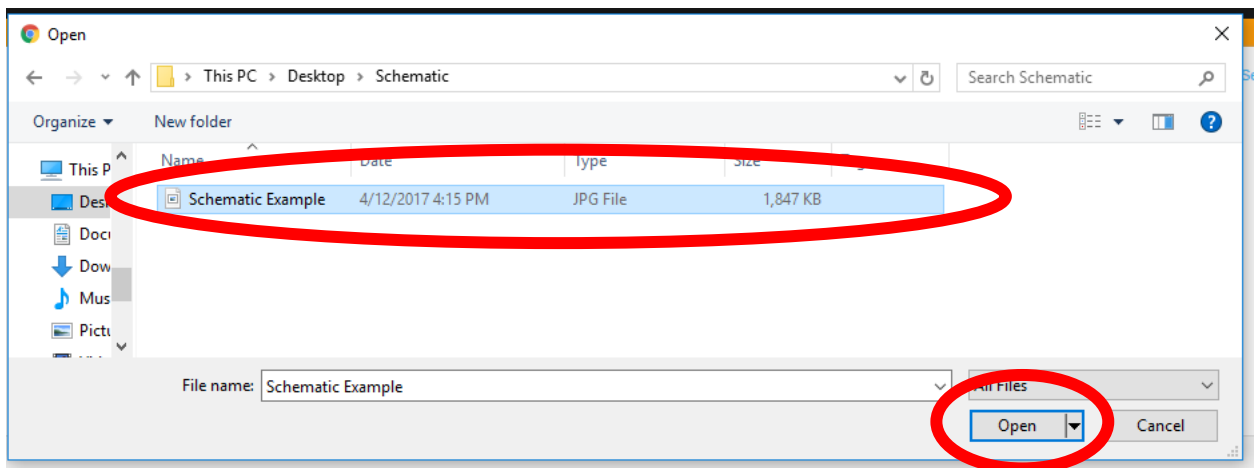 Open
This PC > Desktop > Schematic
Search Schematic
Organize
New folder
Name Date Type Size
This P
Schematic Example 4/12/2017 4:15 PM JPG File 1,847 KB
Des
Docu
Dow
Mus
Pictu
File name: Schematic Example
All Files
Open Cancel